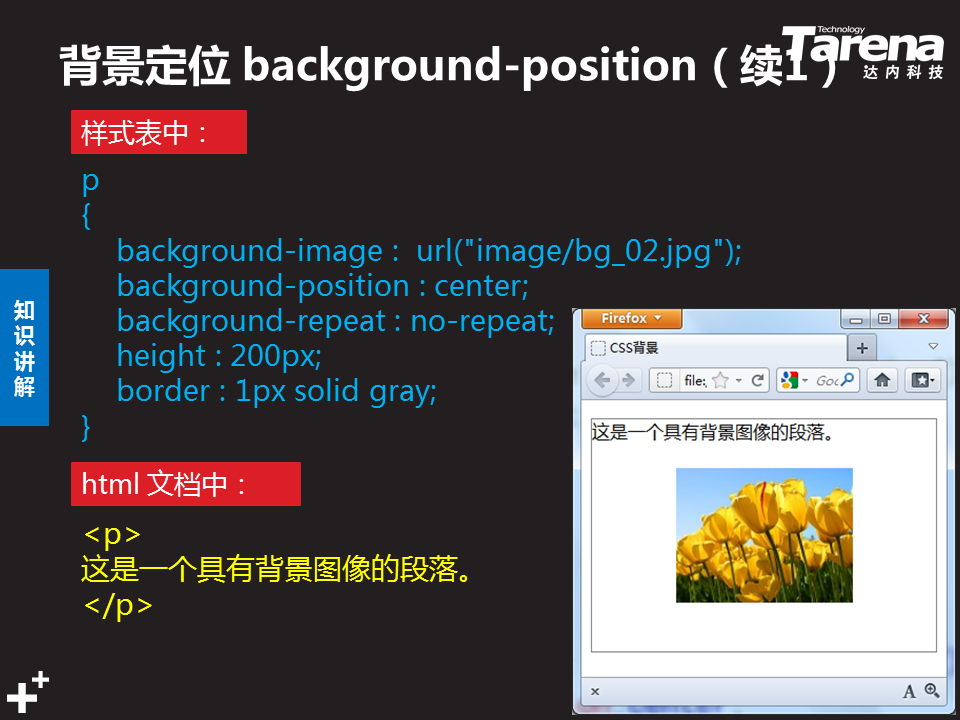 背景定位 background-position（续1）
Technology
Tarena
达内科技
样式表中：
p
{
background-image :  url("image/bg_02.jpg");
background-position : center;
background-repeat : no-repeat;
height : 200px;
border : 1px solid gray;
}
知识讲解
html 文档中：
<p>
这是一个具有背景图像的段落。
</p>
Firefox
CSS背景
file:
Goo
这是一个具有背景图像的段落。